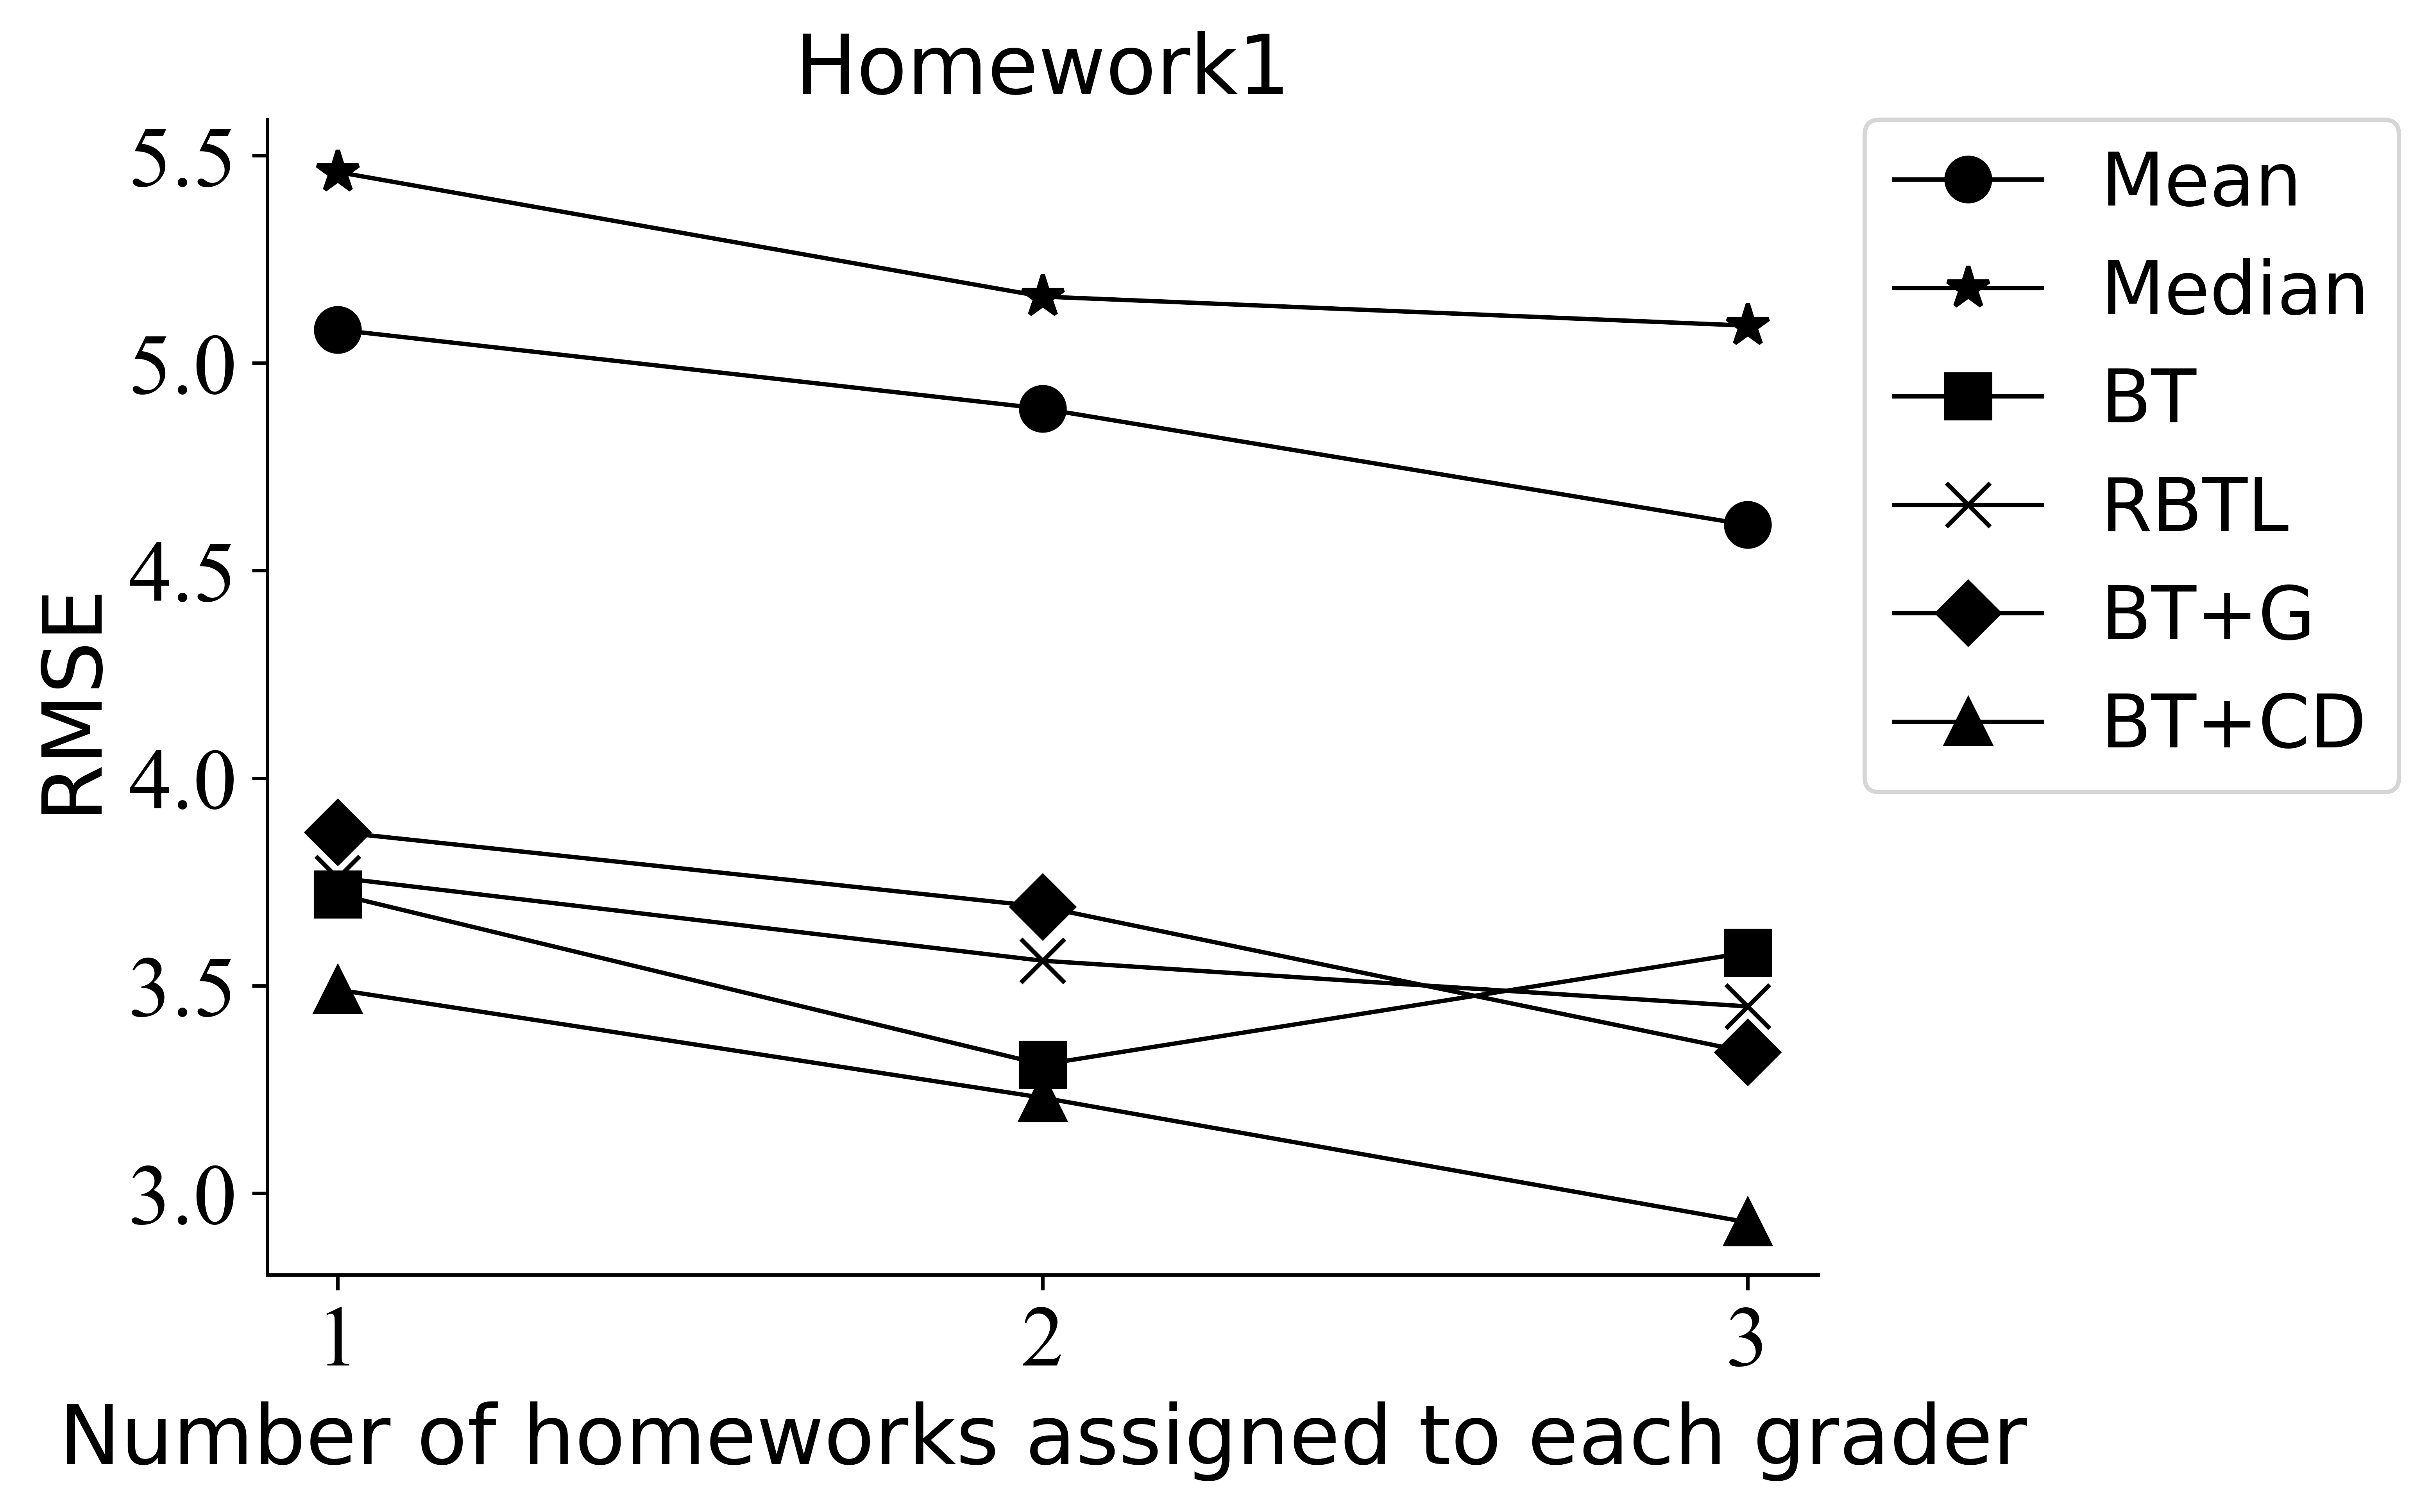 Homework1
5.5
5.0
4.5
4.0
3.5
3.0
RMSE
1
2
3
Number of homeworks assigned to each grader
Mean
Median
BT
RBTL
BT+G
BT+CD